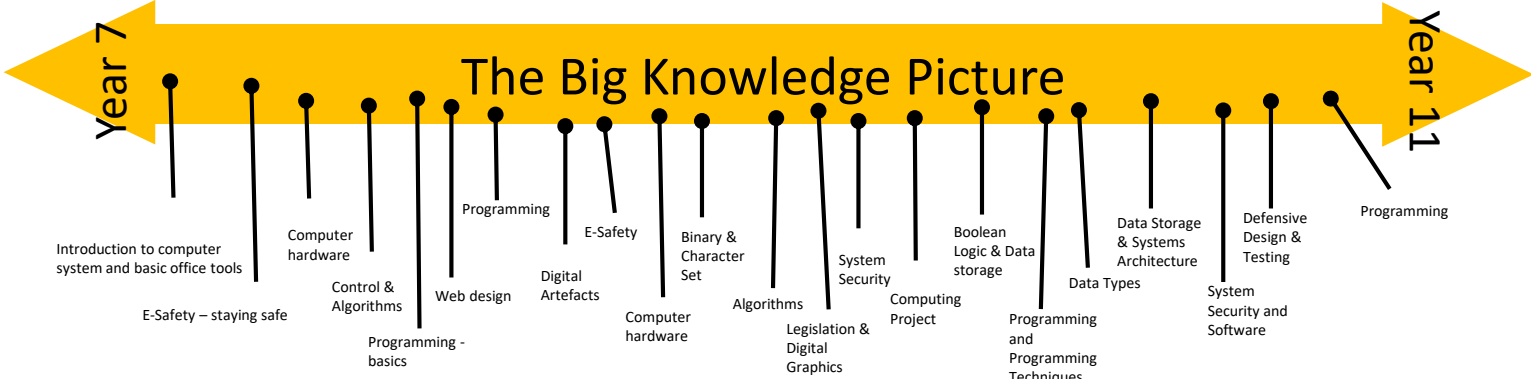 Year 7
The Big Knowledge Picture
Year 11
Introduction to computer
system and basic office tools
E-Safety – staying safe
Computer
hardware
Control &
Algorithms
Programming -
basics
Web design
Programming
Digital
Artefacts
E-Safety
Computer
hardware
Binary &
Character
Set
Algorithms
Legislation &
Digital
Graphics
System
Security
Computing
Project
Boolean
Logic & Data
storage
Programming
and
Programming
Techniques
Data Types
Data Storage
& Systems
Architecture
System
Security and
Software
Defensive
Design &
Testing
Programming